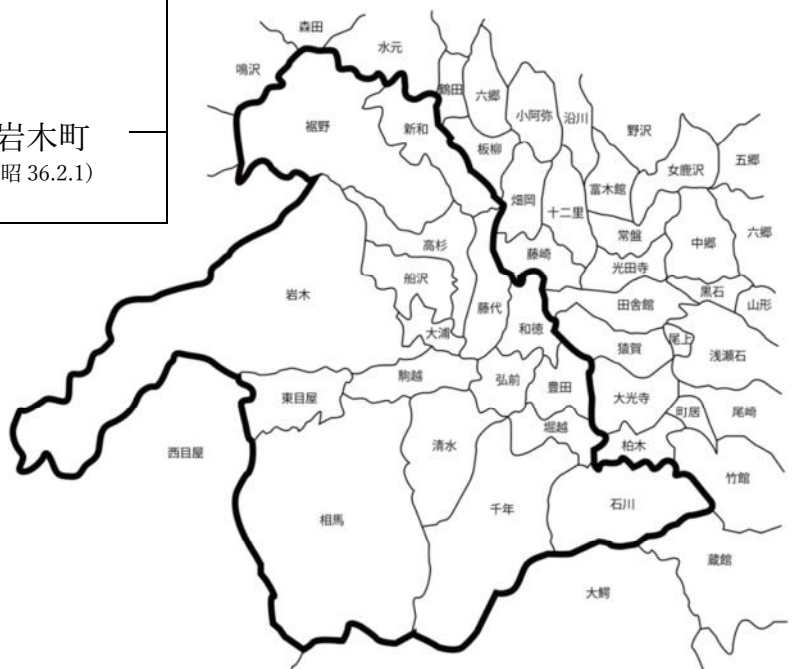 岩木町
昭 36.2.1）
森田
水元
鳴沢
鶴田
六郷
小阿弥
沼川
野沢
裾野
新和
板柳
女鹿沢
五郷
畑岡
十二里
富木館
高杉
藤崎
常盤
中郷
六郷
船沢
光田寺
岩木
藤代
田舎館
黒石
山形
大浦
和徳
猿賀
尾上
浅瀬石
駒越
弘前
豊田
東目屋
大光寺
町居
尾崎
西目屋
清水
堀越
柏木
竹館
相馬
千年
石川
蔵館
大鰐